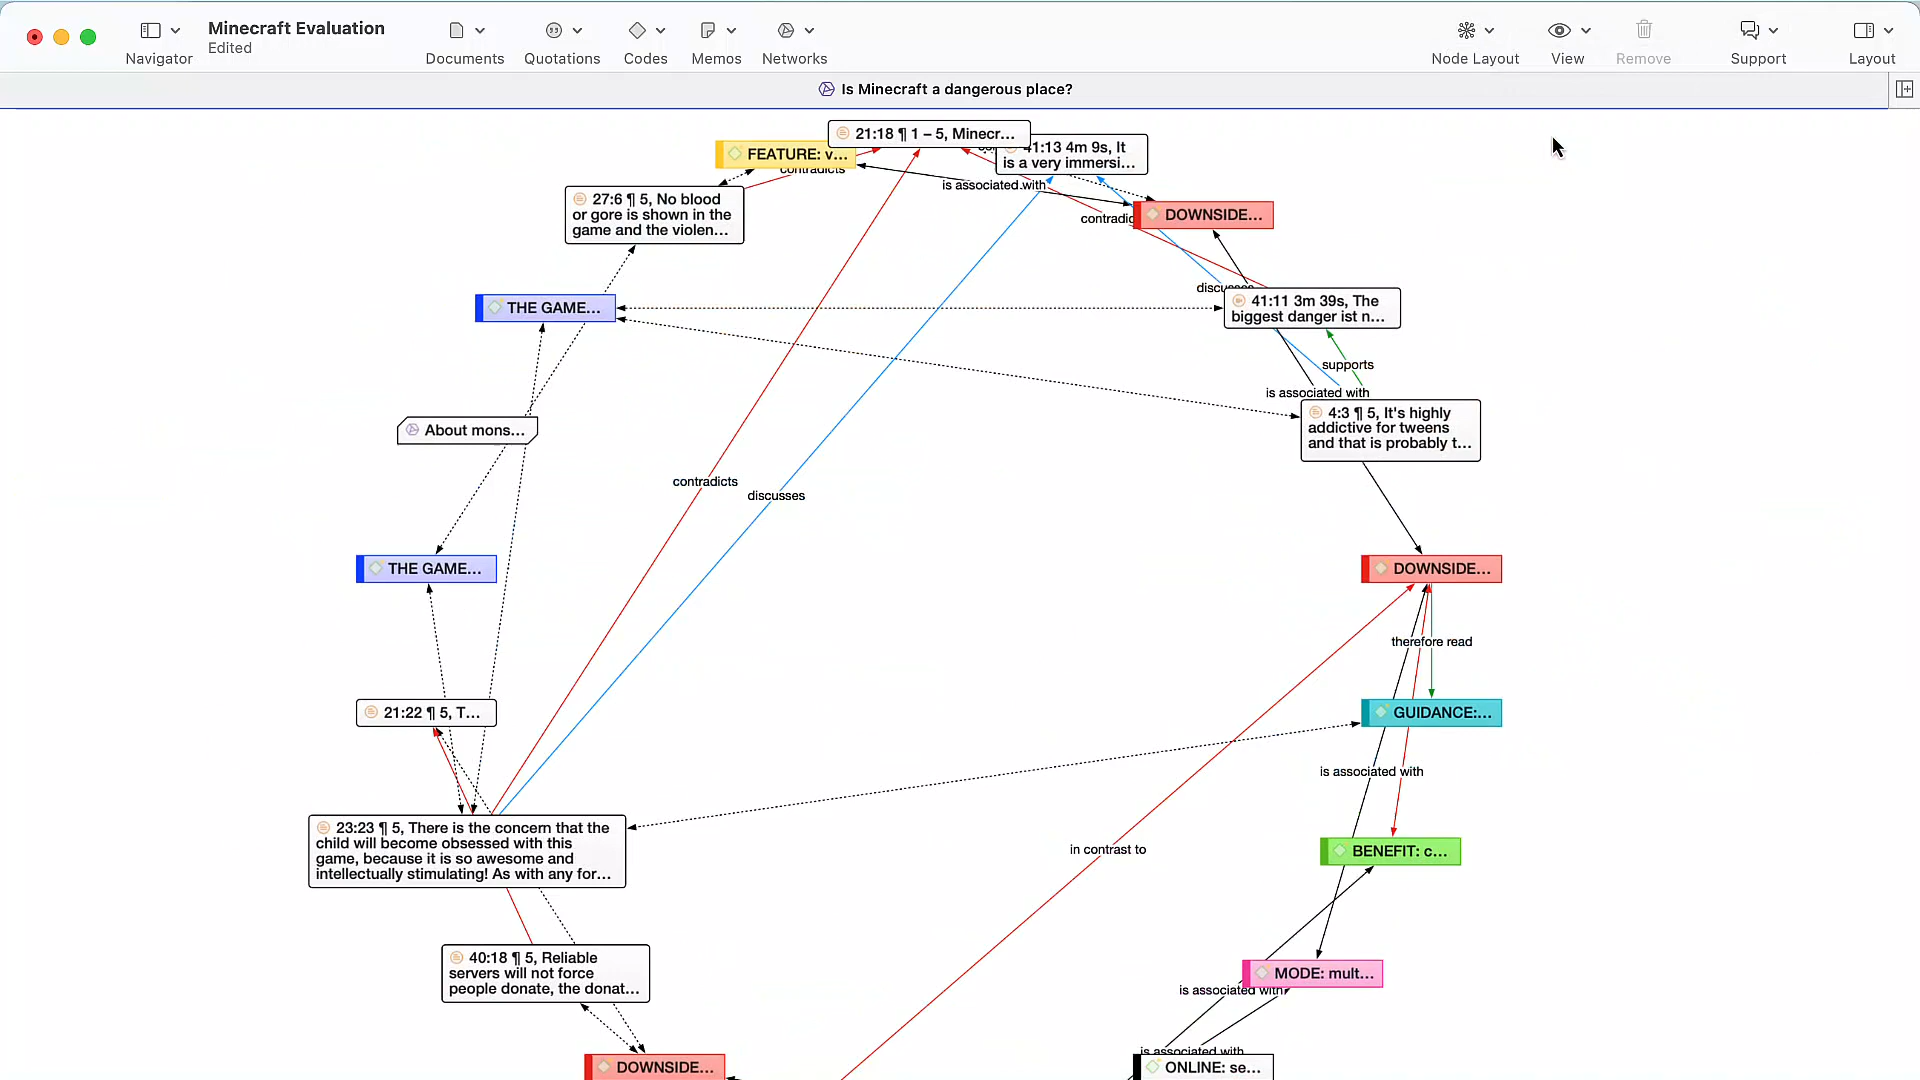 Minecraft Evaluation
Edited
Navigator
Documents
Quotations
Codes
Memos
Networks
Node Layout
View
Remove
Support
Layout
Is Minecraft a dangerous place?
21:18 ¶ 1 – 5, Minecr...
FEATURE: v...
41:13 4m 9s, It
is a very immersi...
contradicts
is associated with
27:6 ¶ 5, No blood
or gore is shown in the
game and the violen...
DOWNSIDE...
discusses
THE GAME...
41:11 3m 39s, The
biggest danger ist n...
supports
is associated with
4:3 ¶ 5, It's highly
addictive for tweens
and that is probably t...
About mons...
contradicts
discusses
THE GAME...
DOWNSIDE...
therefore read
21:22 ¶ 5, T...
GUIDANCE:...
is associated with
23:23 ¶ 5, There is the concern that the
child will become obsessed with this
game, because it is so awesome and
intellectually stimulating! As with any for...
in contrast to
BENEFIT: c...
40:18 ¶ 5, Reliable
servers will not force
people donate, the donat...
MODE: mult...
is associated with
is associated with
DOWNSIDE...
ONLINE: se...